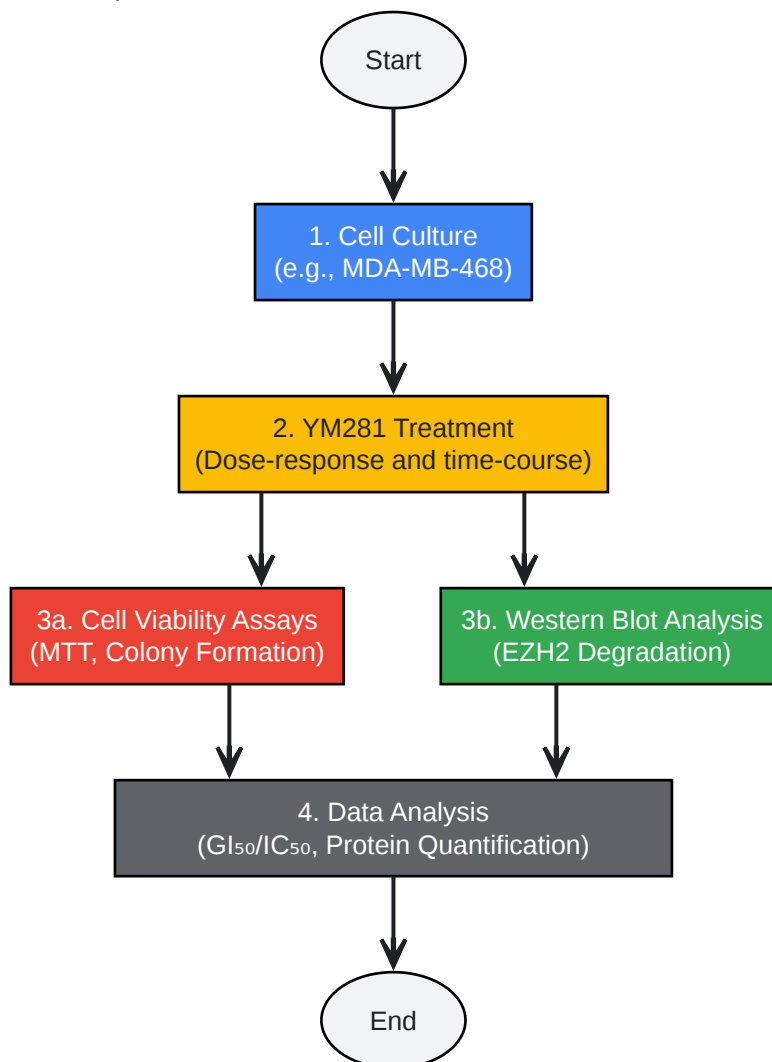 Start
1. Cell Culture
(e.g., MDA-MB-468)
2. YM281 Treatment
(Dose-response and time-course)
3a. Cell Viability Assays
(MTT, Colony Formation)
3b. Western Blot Analysis
(EZH2 Degradation)
4. Data Analysis
(GI₅₀/IC₅₀, Protein Quantification)
End